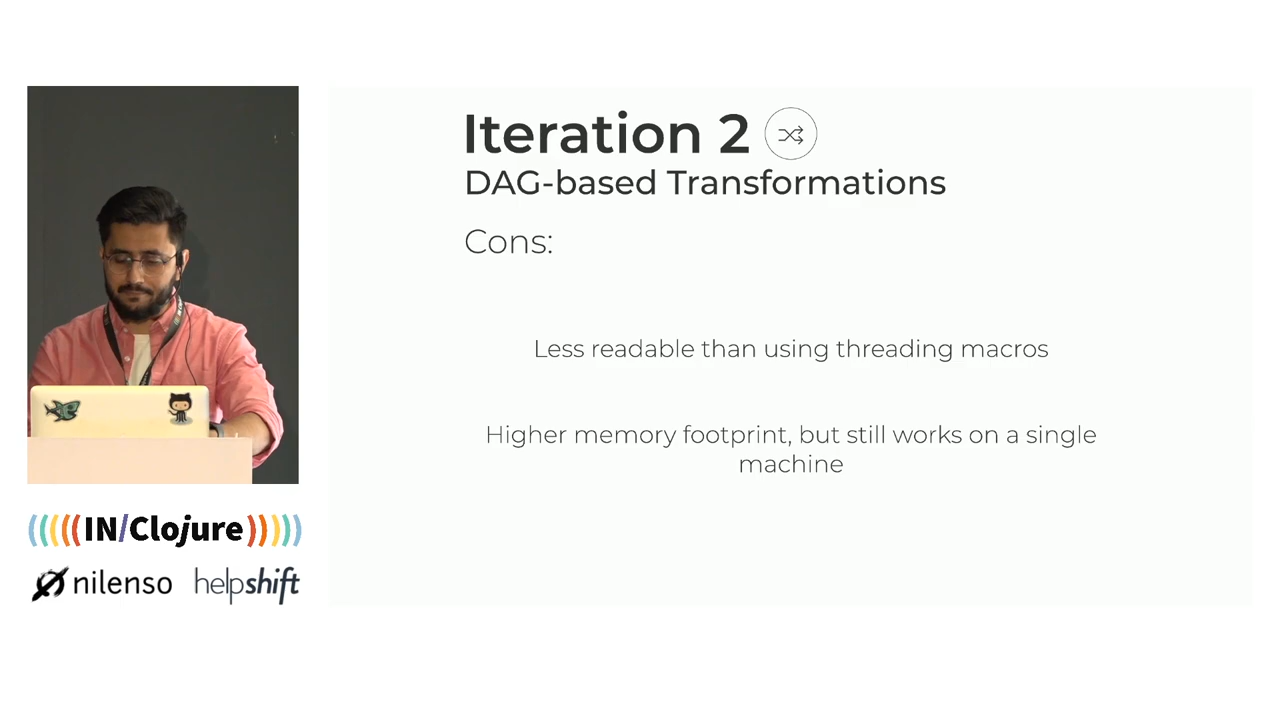 Iteration 2
DAG-based Transformations
Cons:
Less readable than using threading macros
Higher memory footprint, but still works on a single
machine
((((( IN/Clojure )))))
nilenso helpshift